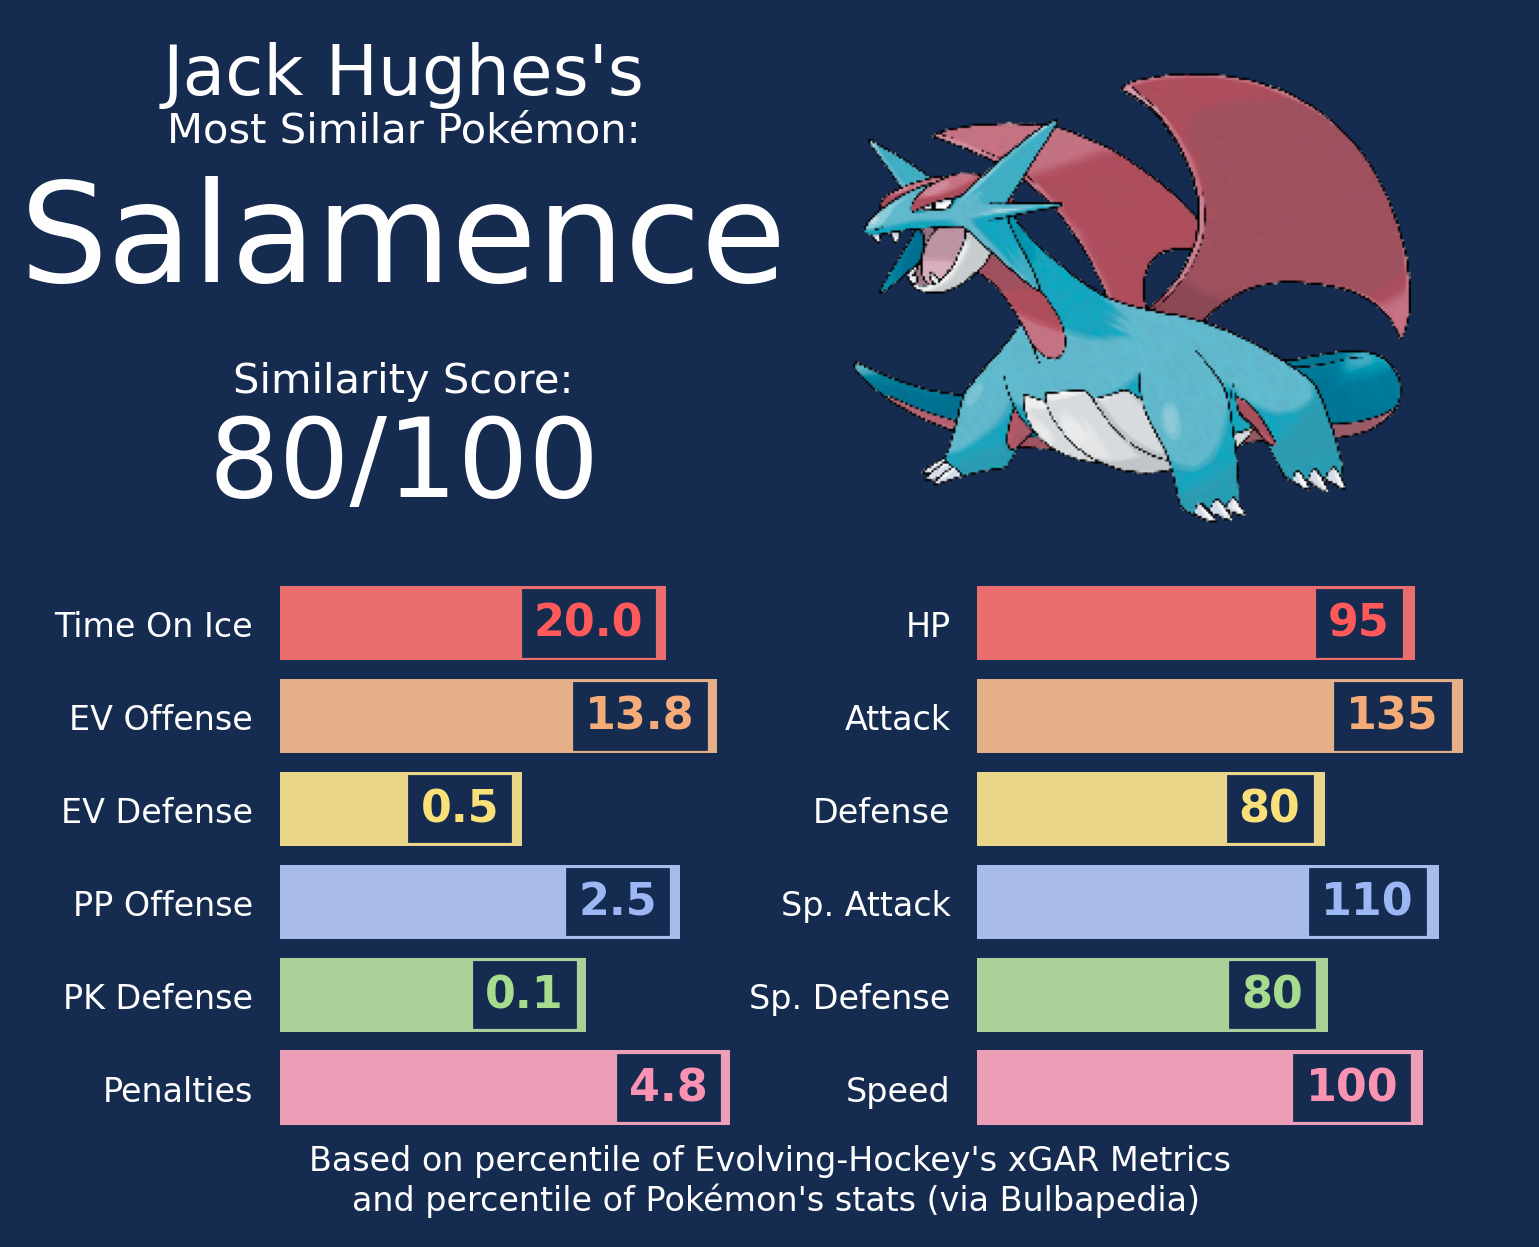 Jack Hughes's
Most Similar Pokémon:
Salamence
Similarity Score:
80/100
Time On Ice 20.0
EV Offense 13.8
EV Defense 0.5
PP Offense 2.5
PK Defense 0.1
Penalties 4.8
HP 95
Attack 135
Defense 80
Sp. Attack 110
Sp. Defense 80
Speed 100
Based on percentile of Evolving-Hockey's xGAR Metrics
and percentile of Pokémon's stats (via Bulbapedia)